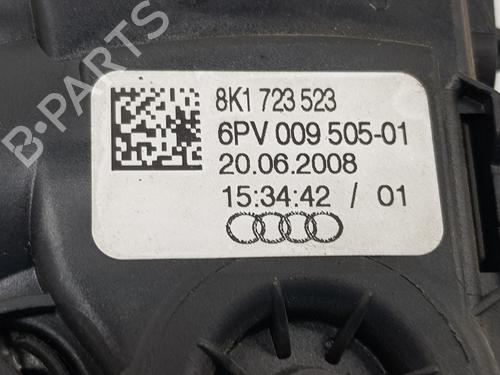 8K1 723 523
6PV 009 505-01
20.06.2008
15:34:42 / 01
B-PARTS